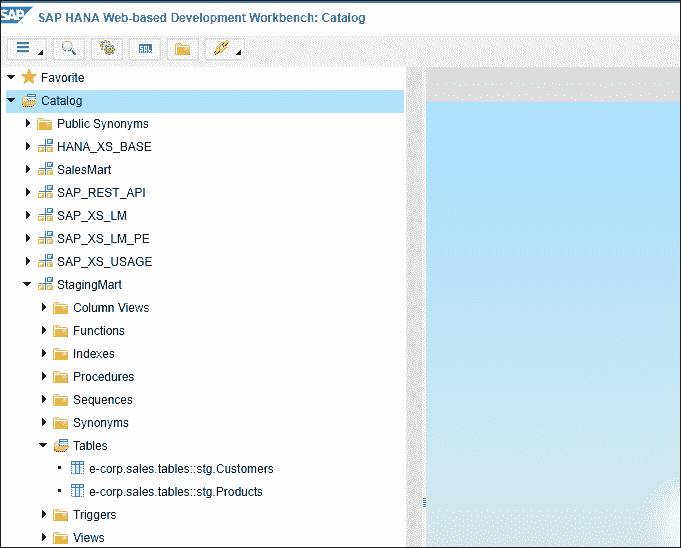 SAP SAP HANA Web-based Development Workbench: Catalog
SQL
Favorite
Catalog
Public Synonyms
HANA_XS_BASE
SalesMart
SAP_REST_API
SAP_XS_LM
SAP_XS_LM_PE
SAP_XS_USAGE
StagingMart
Column Views
Functions
Indexes
Procedures
Sequences
Synonyms
Tables
e-corp.sales.tables::stg.Customers
e-corp.sales.tables::stg.Products
Triggers
Views